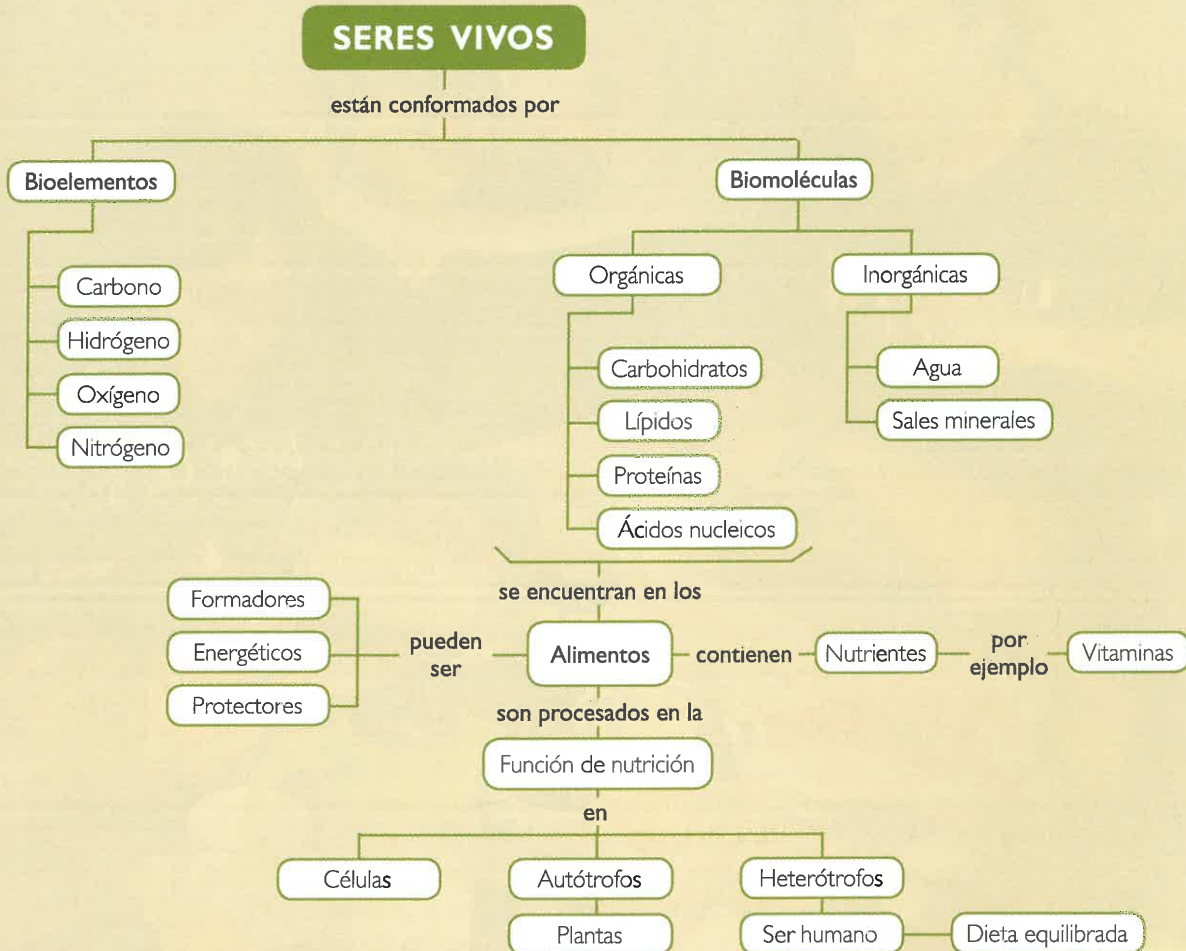 SERES VIVOS
están conformados por
Bioelementos
Carbono
Hidrógeno
Oxígeno
Nitrógeno
Biomoléculas
Orgánicas
Carbohidratos
Lípidos
Proteínas
Ácidos nucleicos
Inorgánicas
Agua
Sales minerales
se encuentran en los
Alimentos
pueden
ser
Formadores
Energéticos
Protectores
contienen
Nutrientes
por
ejemplo
Vitaminas
son procesados en la
Función de nutrición
en
Células
Autótrofos
Plantas
Heterótrofos
Ser humano
Dieta equilibrada